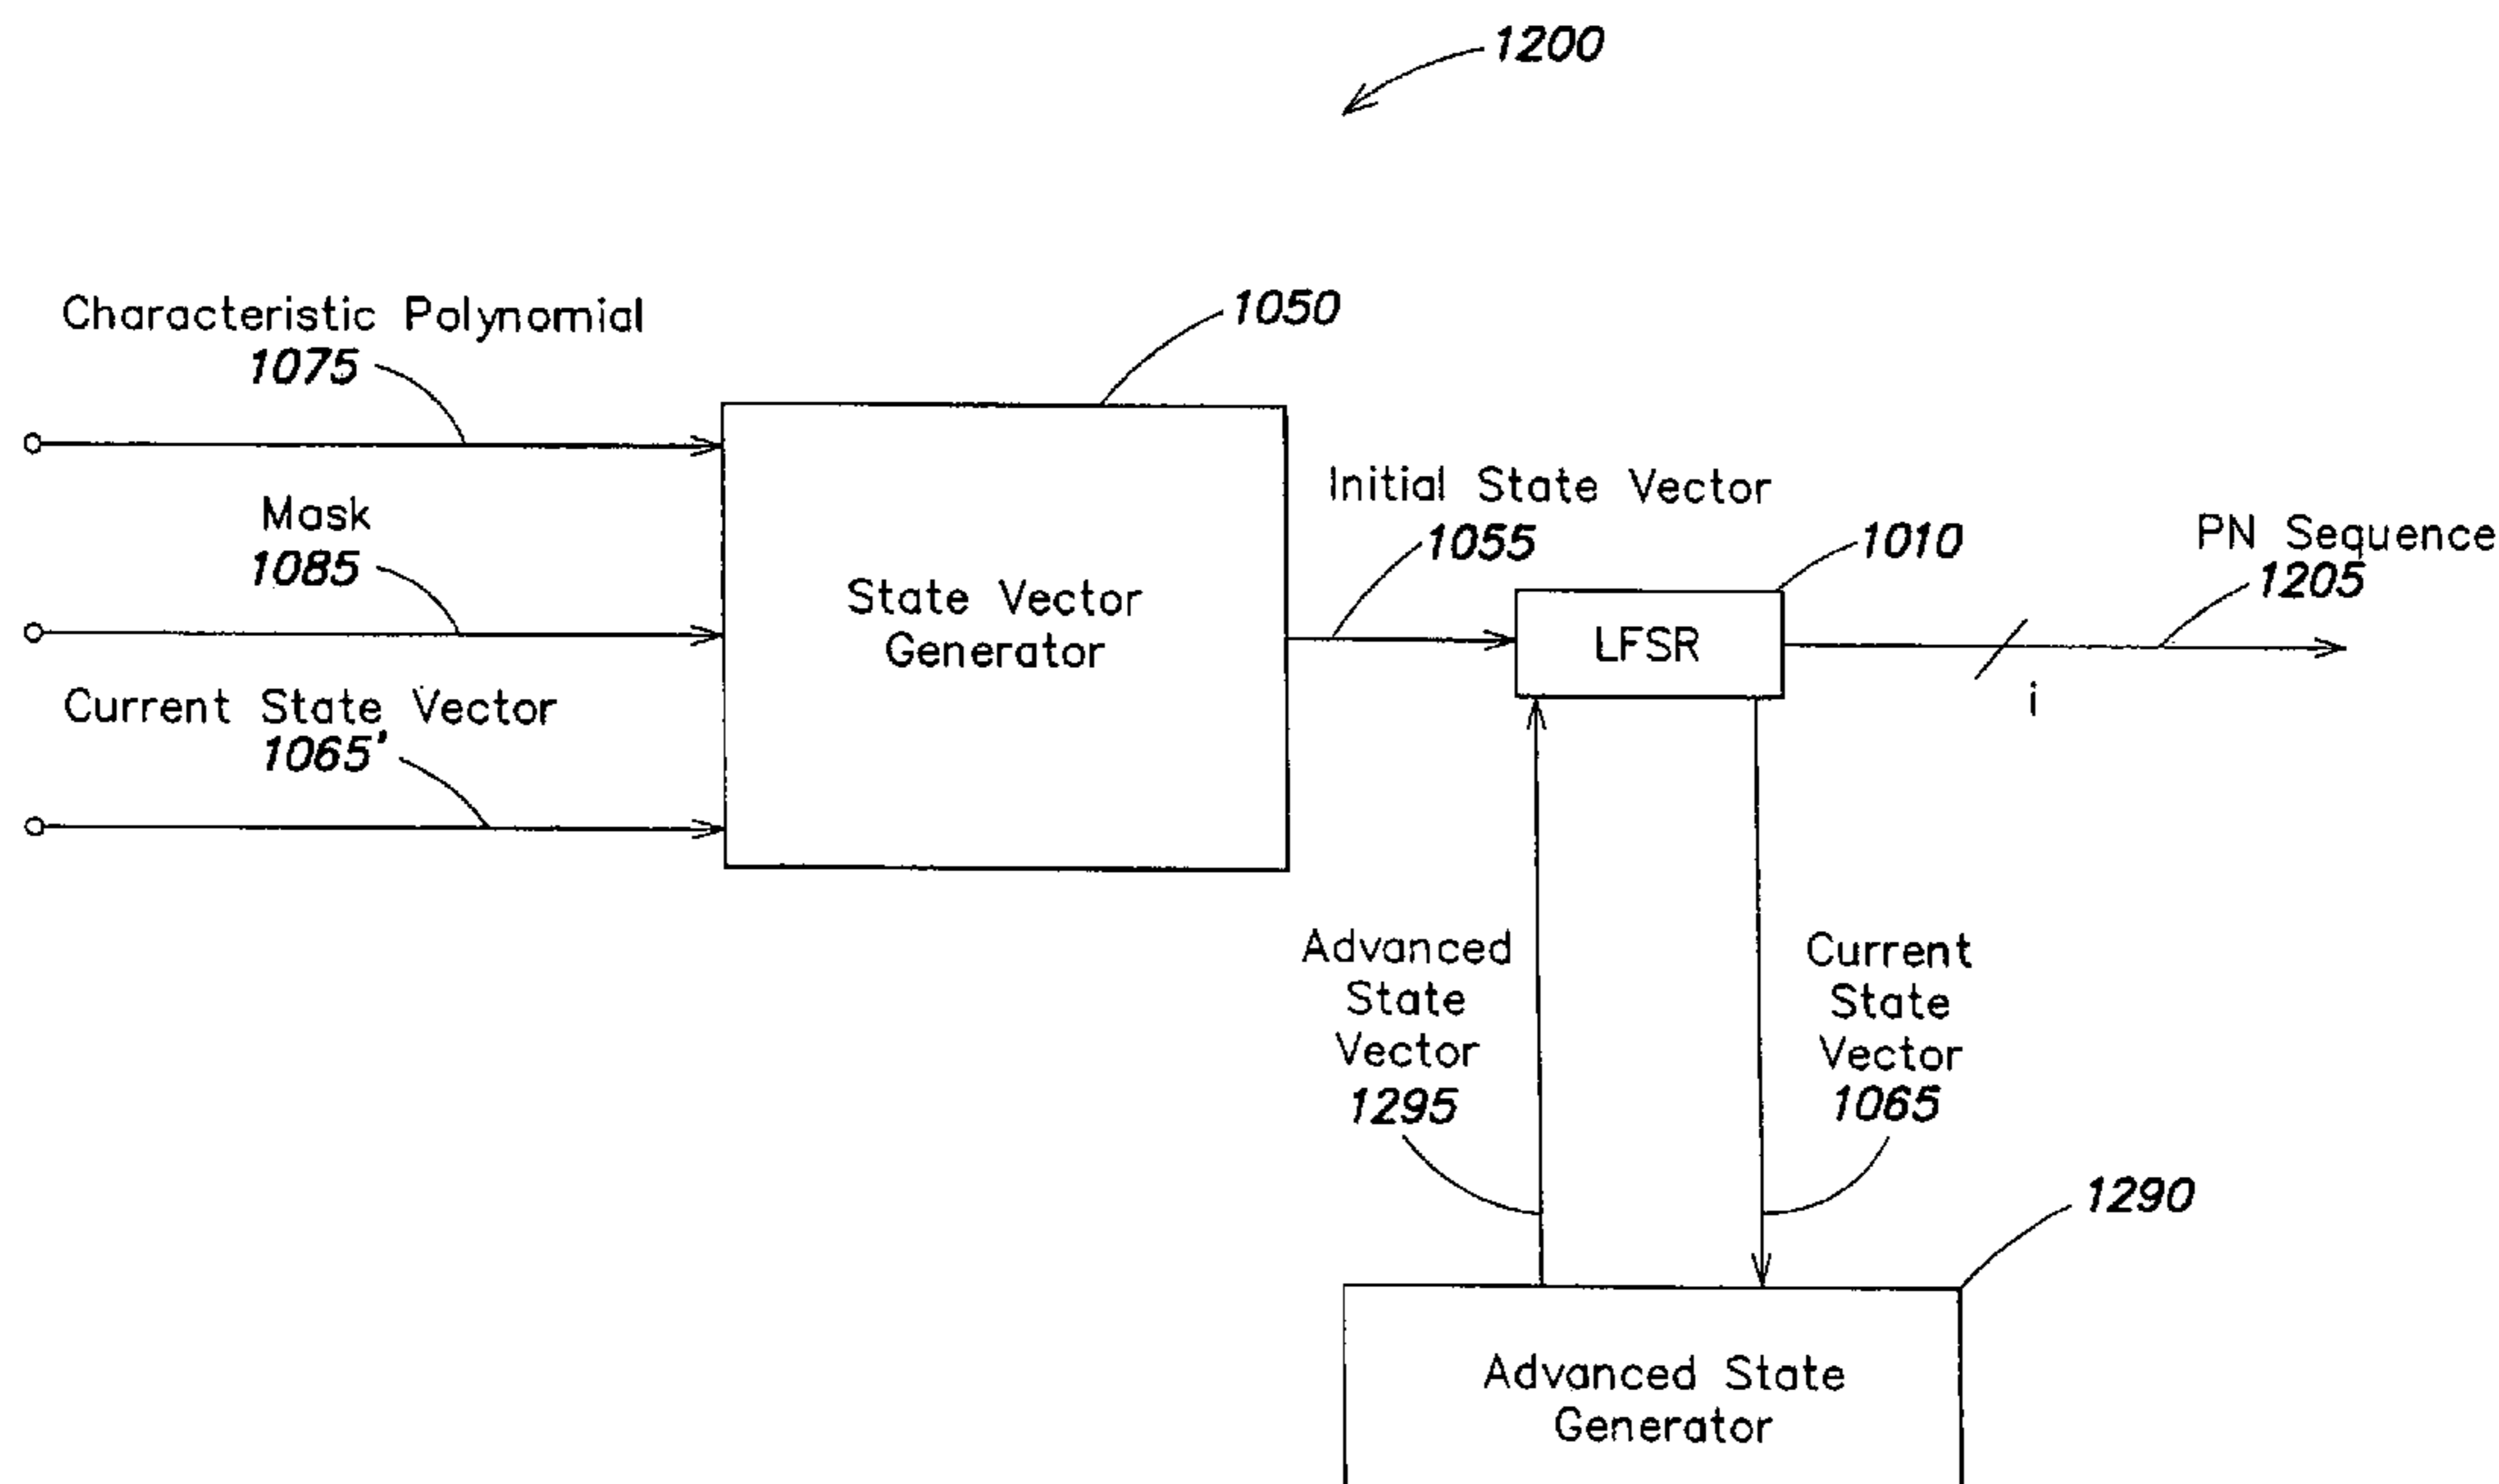 1200
Characteristic Polynomial
1075
1050
Mask
1085
Current State Vector
1065'
State Vector
Generator
Initial State Vector
1055
1010
LFSR
PN Sequence
1205
i
Advanced
State
Vector
1295
Current
State
Vector
1065
1290
Advanced State
Generator